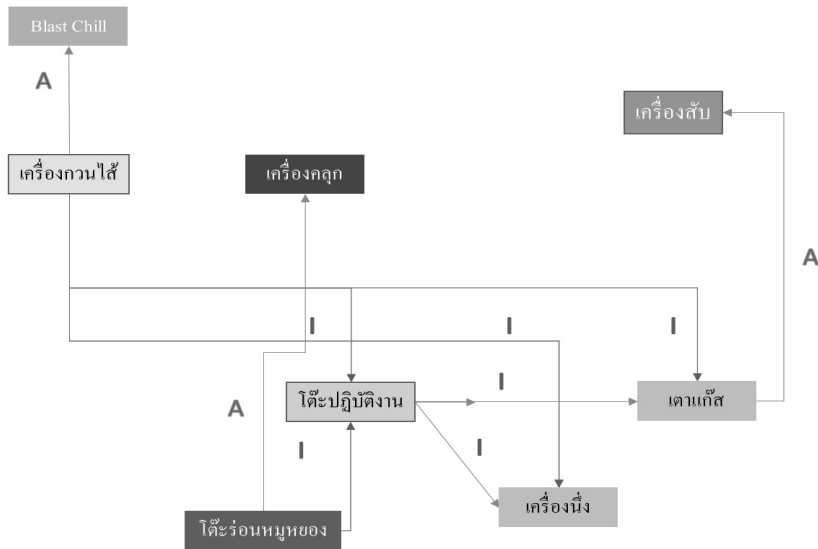 Blast Chill
A
เครื่องสับ
เครื่องกวนไส้
เครื่องคลุก
A
I
I
I
I
A
โต๊ะปฏิบัติงาน
เตาแก๊ส
I
I
เครื่องนึ่ง
โต๊ะร่อนหมูหยอง